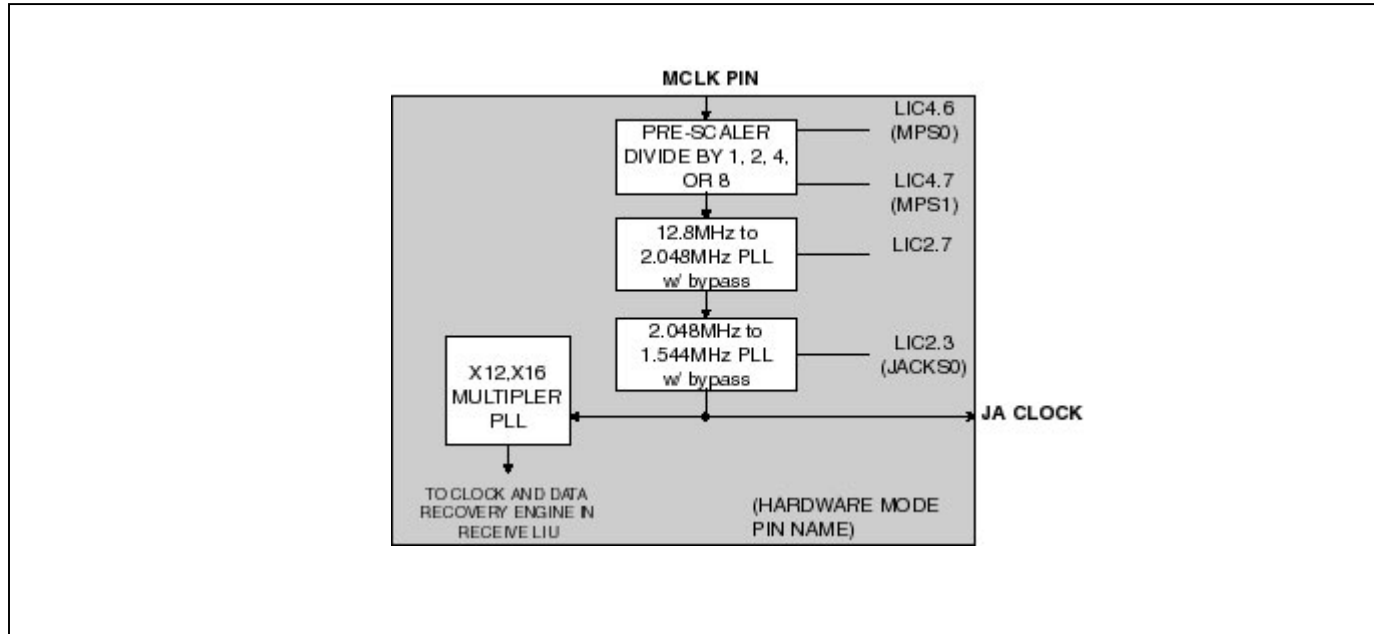 MCLK PIN
PRE-SCALER
DIVIDE BY 1, 2, 4,
OR 8
LIC4.6
(MPS0)
LIC4.7
(MPS1)
12.8MHz to
2.048MHz PLL
w/ bypass
LIC2.7
2.048MHz to
1.544MHz PLL
w/ bypass
LIC2.3
(JACKS0)
X12,X16
MULTIPLER
PLL
JA CLOCK
TO CLOCK AND DATA
RECOVERY ENGINE IN
RECEIVE LIU
(HARDWARE MODE
PIN NAME)